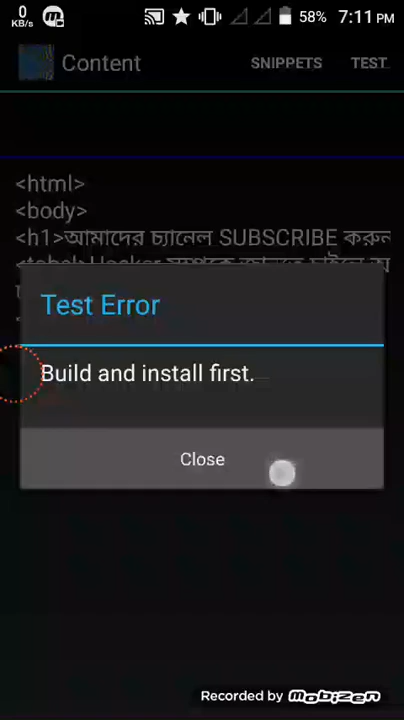 0
KB/s
58%
7:11 PM
Content
SNIPPETS
TEST
<html>
<body>
<h1>আমাদের চ্যানেল SUBSCRIBE করুন
Test Error
Build and install first.
Close
Recorded by mobizen